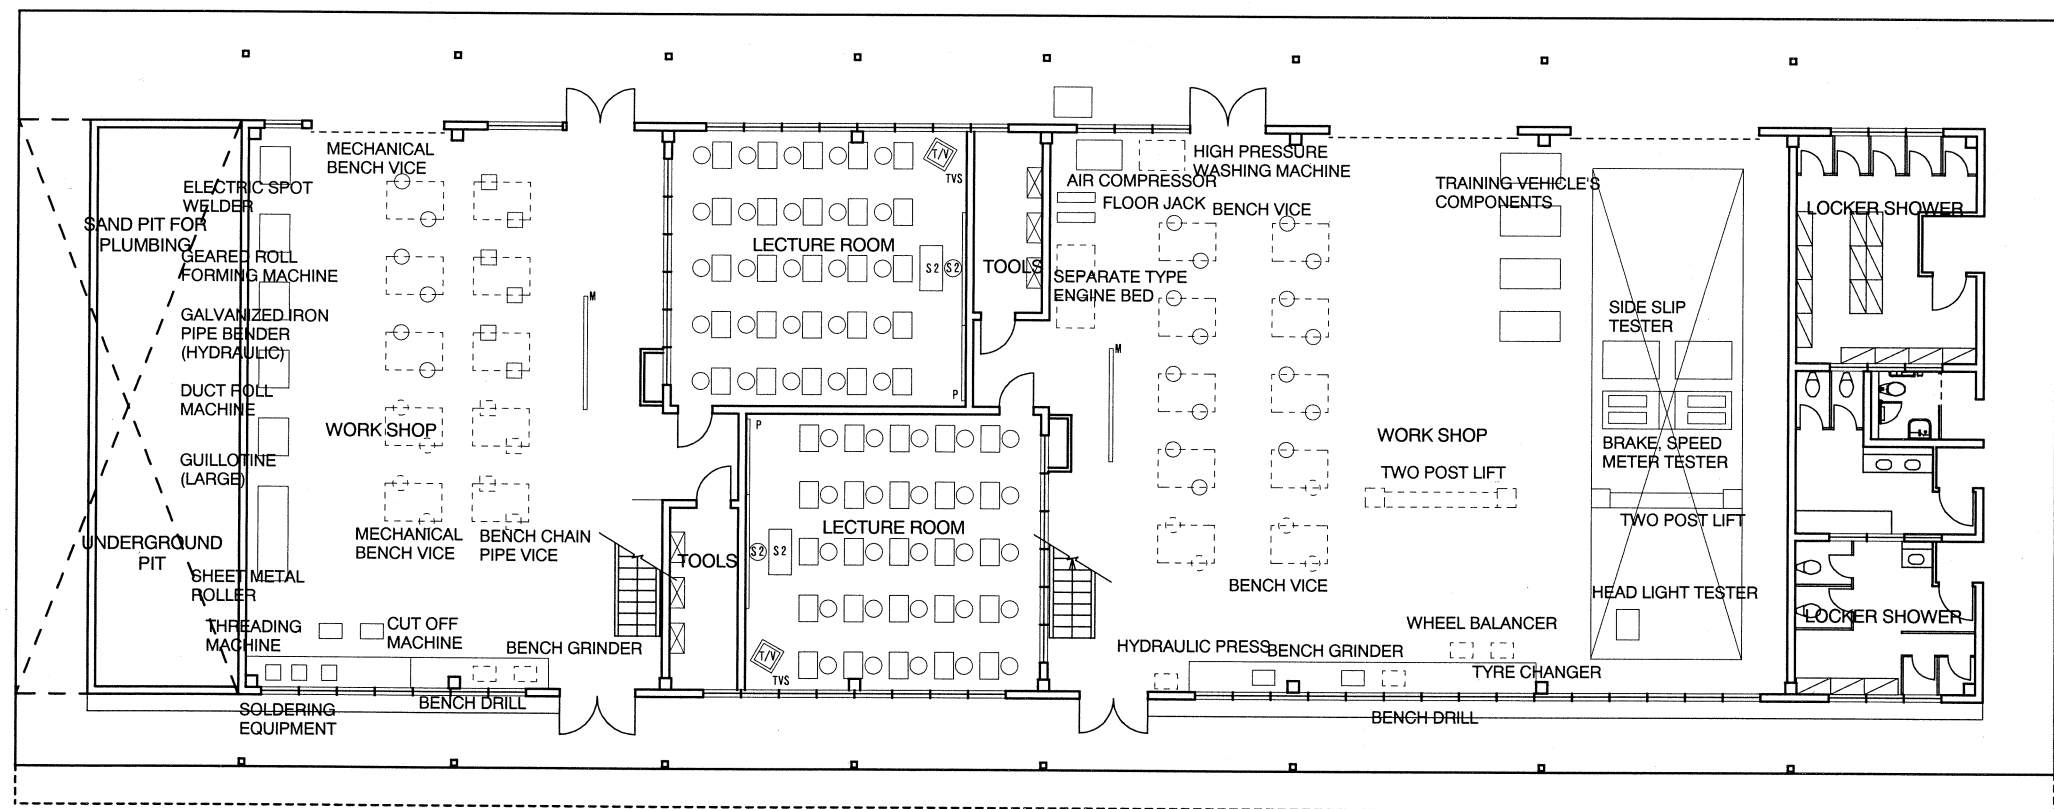 MECHANICAL
BENCH VICE
ELECTRIC SPOT
WELDER
SAND PIT FOR
PLUMBING
GEARED ROLL
FORMING MACHINE
GALVANIZED IRON
PIPE BENDER
(HYDRAULIC)
DUCT ROLL
MACHINE
WORK SHOP
GUILLOTINE
(LARGE)
UNDERGROUND
PIT
MECHANICAL
BENCH VICE
BENCH CHAIN
PIPE VICE
SHEET METAL
ROLLER
THREADING
MACHINE
CUT OFF
MACHINE
BENCH GRINDER
BENCH DRILL
SOLDERING
EQUIPMENT
M
T/V
TVS
LECTURE ROOM
S2
S2
P
TOOLS
P
LECTURE ROOM
S2
S2
TOOLS
T/V
TVS
HIGH PRESSURE
WASHING MACHINE
AIR COMPRESSOR
FLOOR JACK
BENCH VICE
SEPARATE TYPE
ENGINE BED
M
TRAINING VEHICLE'S
COMPONENTS
SIDE SLIP
TESTER
WORK SHOP
BRAKE, SPEED
METER TESTER
TWO POST LIFT
TWO POST LIFT
BENCH VICE
HEAD LIGHT TESTER
WHEEL BALANCER
HYDRAULIC PRESS
BENCH GRINDER
TYRE CHANGER
BENCH DRILL
LOCKER SHOWER
LOCKER SHOWER